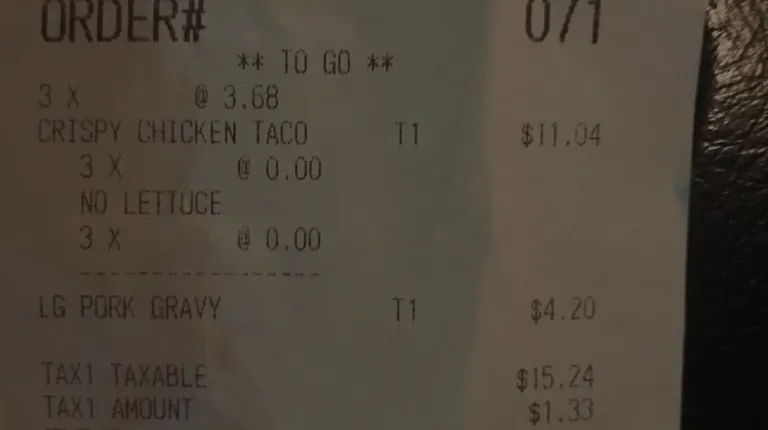 ORDER# 071
** TO GO **
3 X @ 3.68
CRISPY CHICKEN TACO T1 $11.04
3 X @ 0.00
NO LETTUCE
3 X @ 0.00
------------------
LG PORK GRAVY T1 $4.20
TAX1 TAXABLE $15.24
TAX1 AMOUNT $1.33